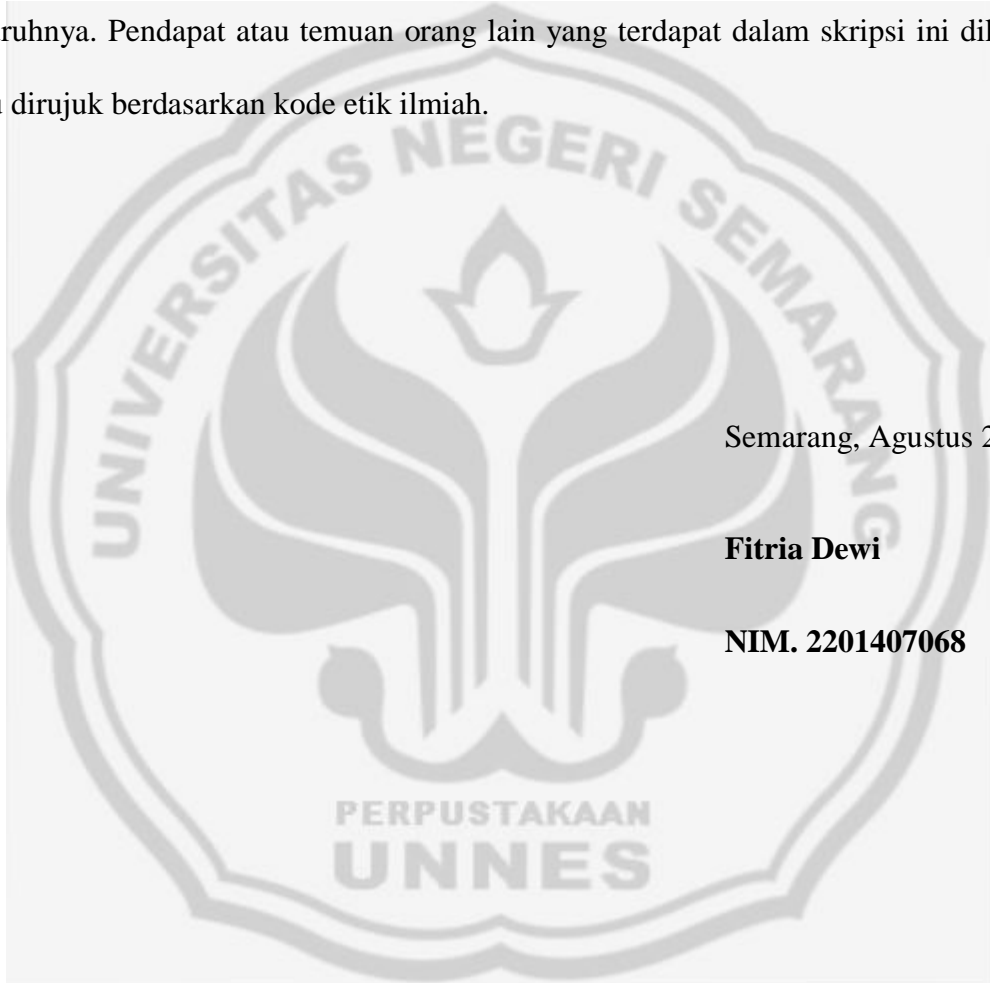 ruhnya. Pendapat atau temuan orang lain yang terdapat dalam skripsi ini
dirujuk berdasarkan kode etik ilmiah.
UNIVERSITAS NEGERI SEMARANG
Semarang, Agustus 2
Fitria Dewi
NIM. 2201407068
PERPUSTAKAAN
UNNES